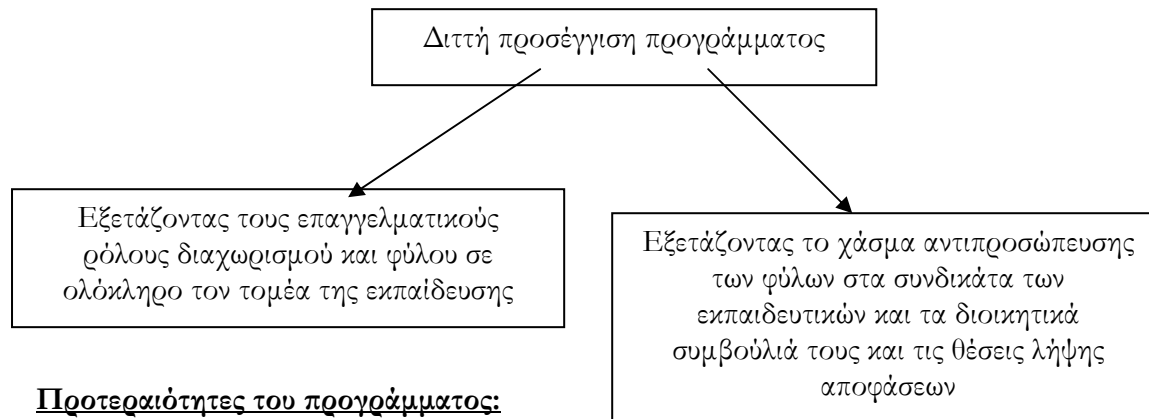 Διττή προσέγγιση προγράμματος
Εξετάζοντας τους επαγγελματικούς
ρόλους διαχωρισμού και φύλου σε
ολόκληρο τον τομέα της εκπαίδευσης
Εξετάζοντας το χάσμα αντιπροσώπευσης
των φύλων στα συνδικάτα των
εκπαιδευτικών και τα διοικητικά
συμβούλιά τους και τις θέσεις λήψης
αποφάσεων
Προτεραιότητες του προγράμματος: